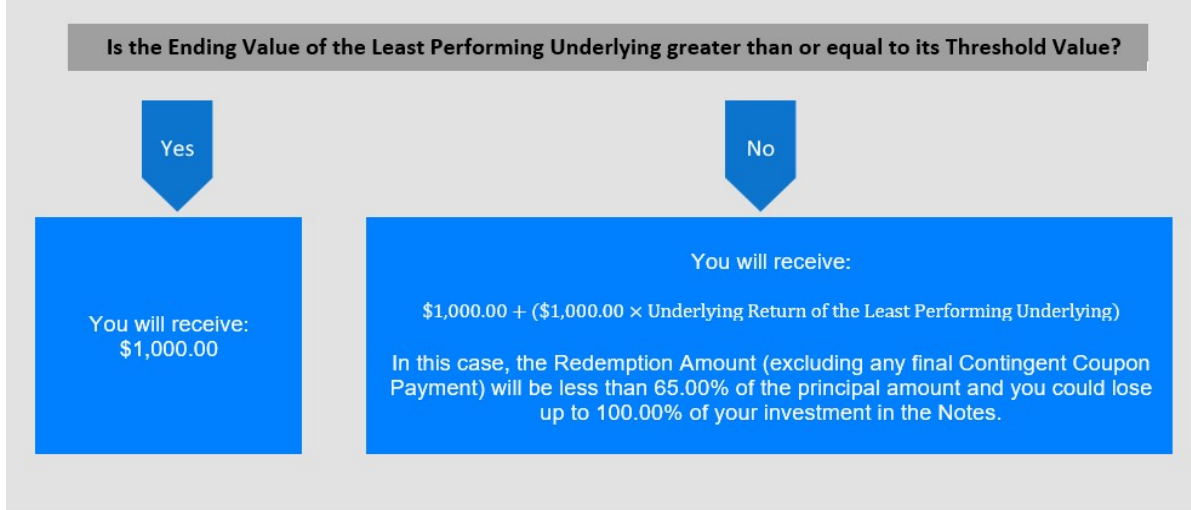 Is the Ending Value of the Least Performing Underlying greater than or equal to its Threshold Value?
Yes
No
You will receive:
$1,000.00
You will receive:
$1,000.00 + ($1,000.00 × Underlying Return of the Least Performing Underlying)
In this case, the Redemption Amount (excluding any final Contingent Coupon
Payment) will be less than 65.00% of the principal amount and you could lose
up to 100.00% of your investment in the Notes.